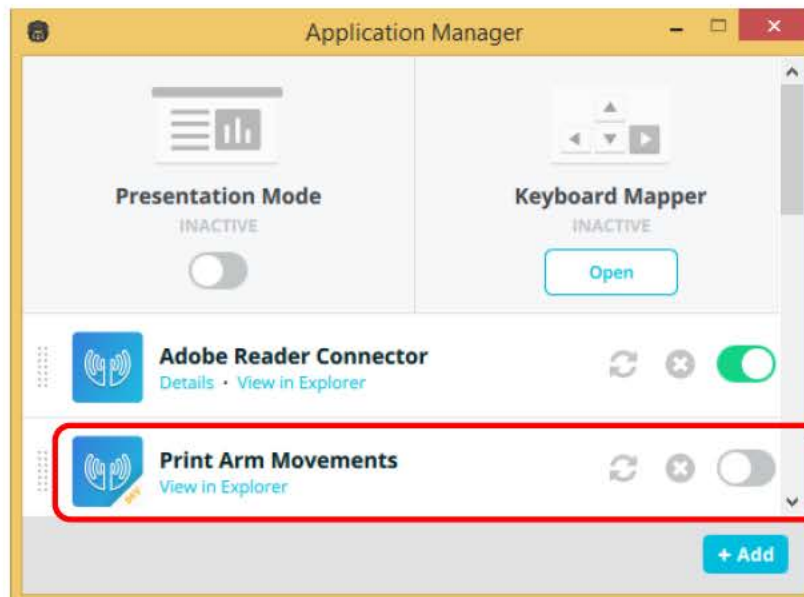 Application Manager
Presentation Mode
INACTIVE
Keyboard Mapper
INACTIVE
Open
Adobe Reader Connector
Details • View in Explorer
Print Arm Movements
View in Explorer
DEV
+ Add